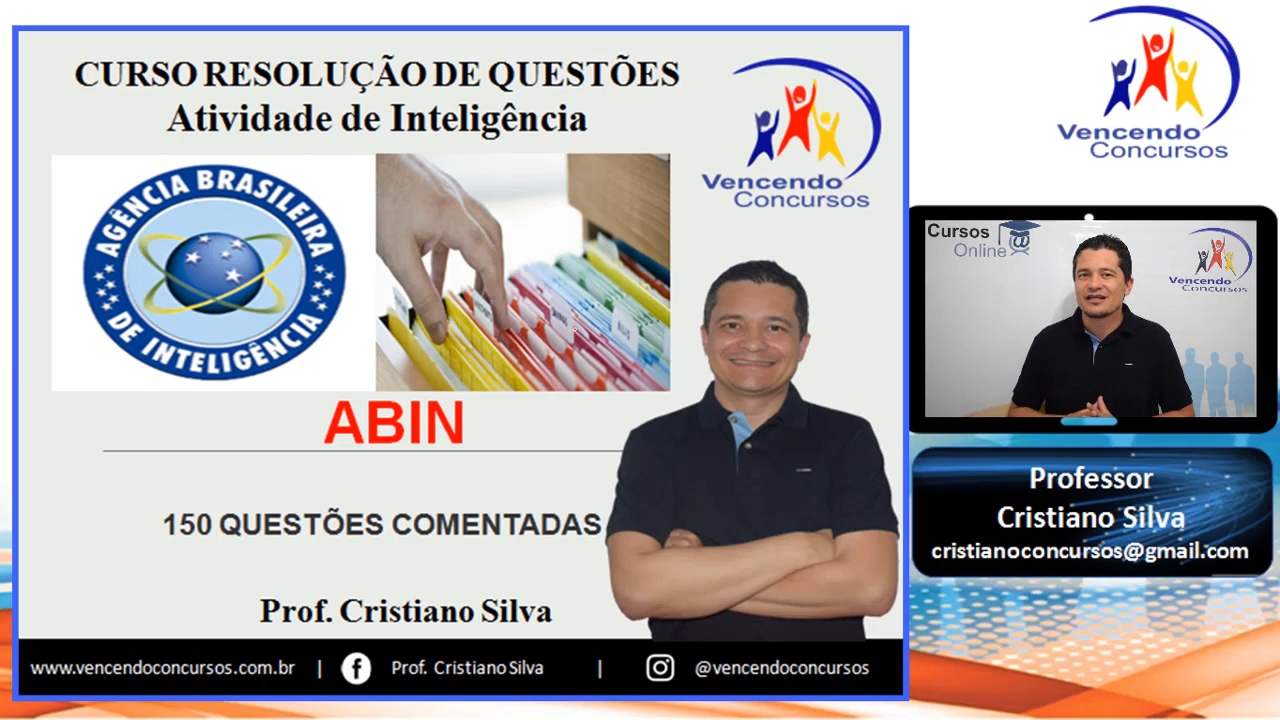 CURSO RESOLUÇÃO DE QUESTÕES
Atividade de Inteligência
AGÊNCIA BRASILEIRA
DE INTELIGÊNCIA
Vencendo
Concursos
ABIN
150 QUESTÕES COMENTADAS
Prof. Cristiano Silva
www.vencendoconcursos.com.br | Prof. Cristiano Silva | @vencendoconcursos
Vencendo
Concursos
Cursos
Online
Vencendo
Concursos
Professor
Cristiano Silva
cristianoconcursos@gmail.com